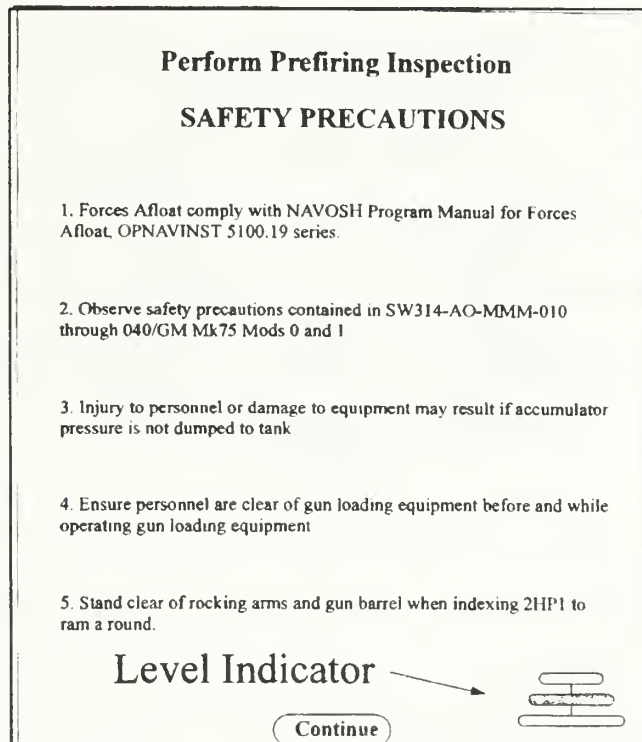 Perform Prefiring Inspection
SAFETY PRECAUTIONS
1. Forces Afloat comply with NAVOSH Program Manual for Forces
Afloat, OPNAVINST 5100.19 series.
2. Observe safety precautions contained in SW314-AO-MMM-010
through 040/GM Mk75 Mods 0 and 1
3. Injury to personnel or damage to equipment may result if accumulator
pressure is not dumped to tank
4. Ensure personnel are clear of gun loading equipment before and while
operating gun loading equipment
5. Stand clear of rocking arms and gun barrel when indexing 2HP1 to
ram a round.
Level Indicator
Continue